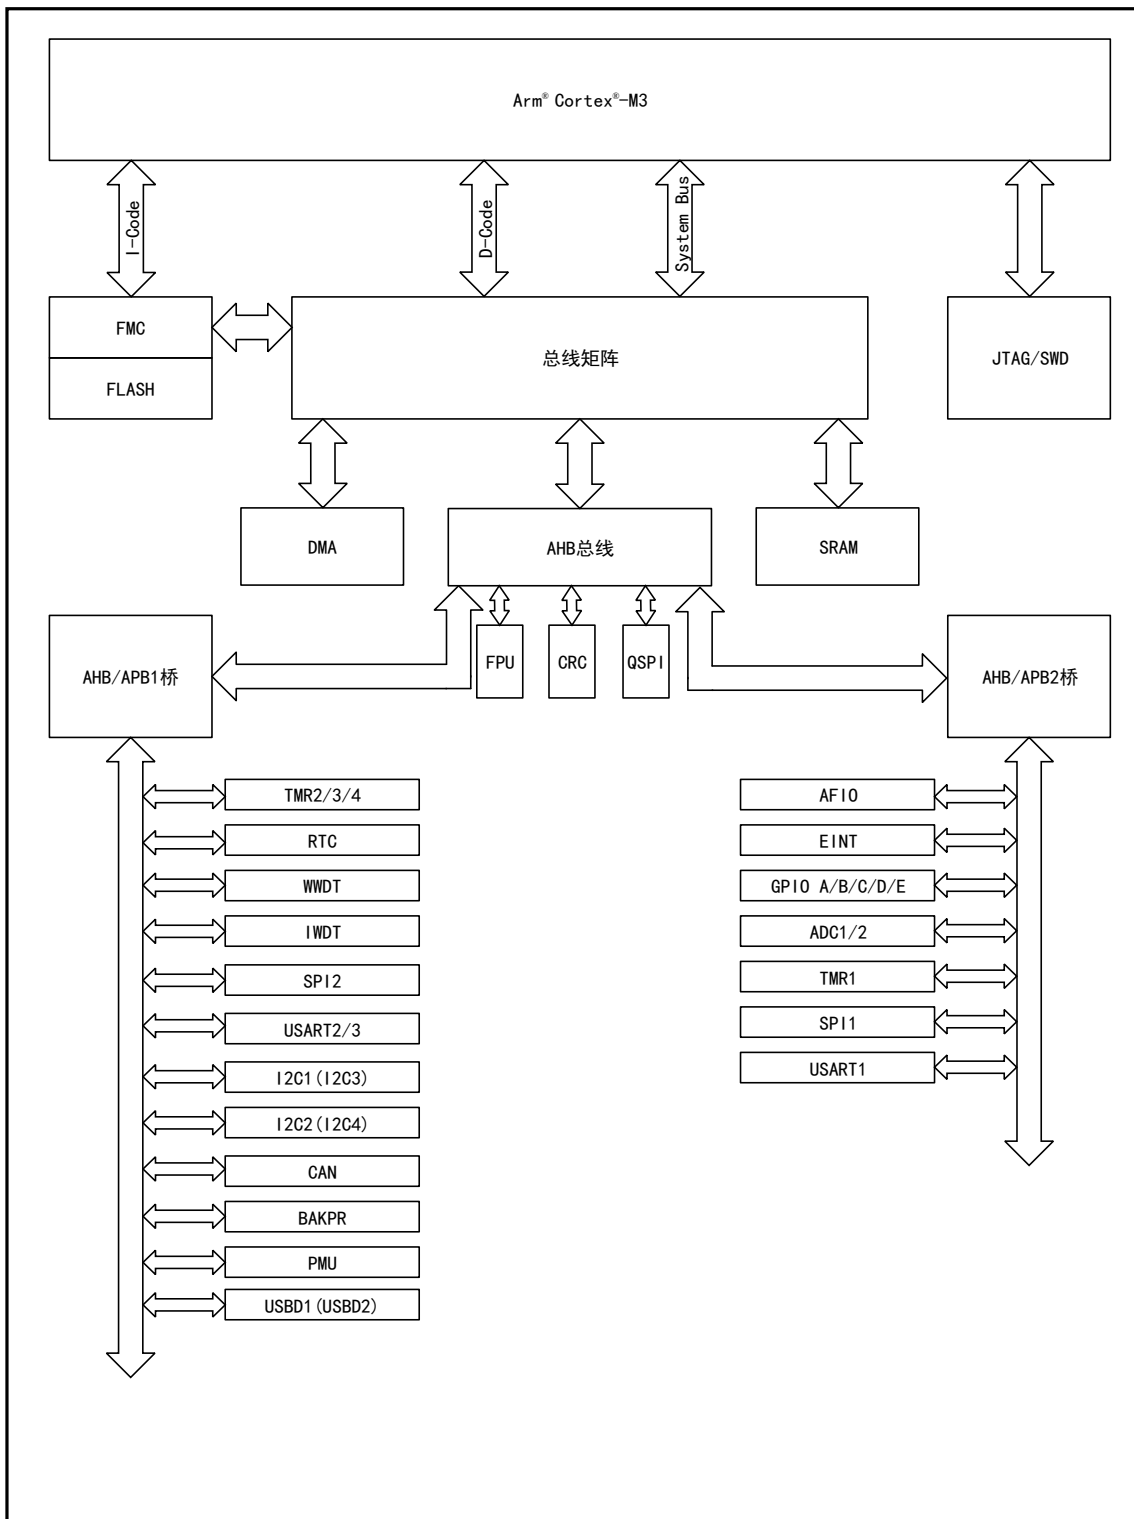 Arm® Cortex®-M3
I-Code
D-Code
System Bus
FMC
FLASH
总线矩阵
JTAG/SWD
DMA
AHB总线
SRAM
AHB/APB1桥
FPU
CRC
QSPI
AHB/APB2桥
TMR2/3/4
RTC
WWDT
IWDT
SPI2
USART2/3
I2C1(I2C3)
I2C2(I2C4)
CAN
BAKPR
PMU
USBD1(USBD2)
AFIO
EINT
GPIO A/B/C/D/E
ADC1/2
TMR1
SPI1
USART1